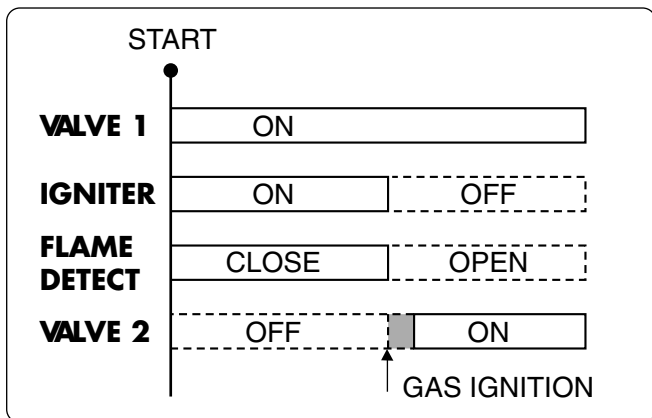 START
VALVE 1 ON
IGNITER ON OFF
FLAME
DETECT CLOSE OPEN
VALVE 2 OFF ON
GAS IGNITION